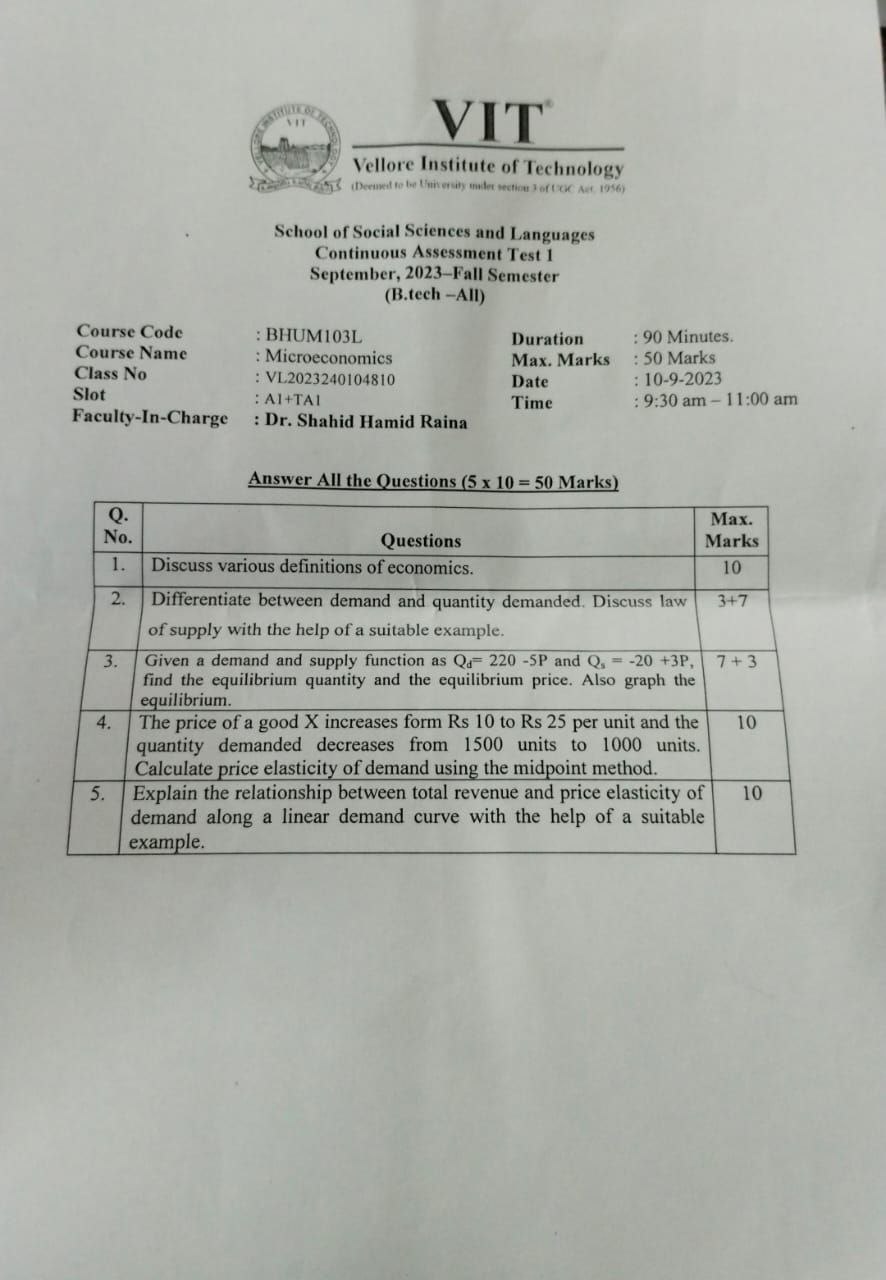 VIT
VIT®
Vellore Institute of Technology
(Deemed to be University under section 3 of UGC Act, 1956)
School of Social Sciences and Languages
Continuous Assessment Test 1
September, 2023–Fall Semester
(B.tech –All)
Course Code : BHUM103L Duration : 90 Minutes.
Course Name : Microeconomics Max. Marks : 50 Marks
Class No : VL2023240104810 Date : 10-9-2023
Slot : A1+TA1 Time : 9:30 am – 11:00 am
Faculty-In-Charge : Dr. Shahid Hamid Raina
Answer All the Questions (5 x 10 = 50 Marks)
Q. Max.
No. Questions Marks
1. Discuss various definitions of economics. 10
2. Differentiate between demand and quantity demanded. Discuss law 3+7
of supply with the help of a suitable example.
3. Given a demand and supply function as Qd= 220 -5P and Qs = -20 +3P, 7 + 3
find the equilibrium quantity and the equilibrium price. Also graph the
equilibrium.
4. The price of a good X increases form Rs 10 to Rs 25 per unit and the 10
quantity demanded decreases from 1500 units to 1000 units.
Calculate price elasticity of demand using the midpoint method.
5. Explain the relationship between total revenue and price elasticity of 10
demand along a linear demand curve with the help of a suitable
example.